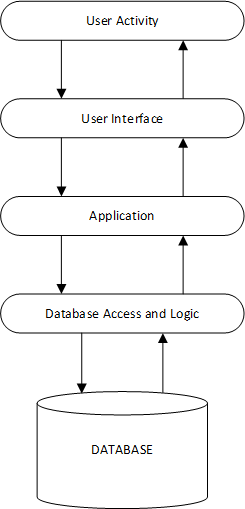 User Activity
User Interface
Application
Database Access and Logic
DATABASE